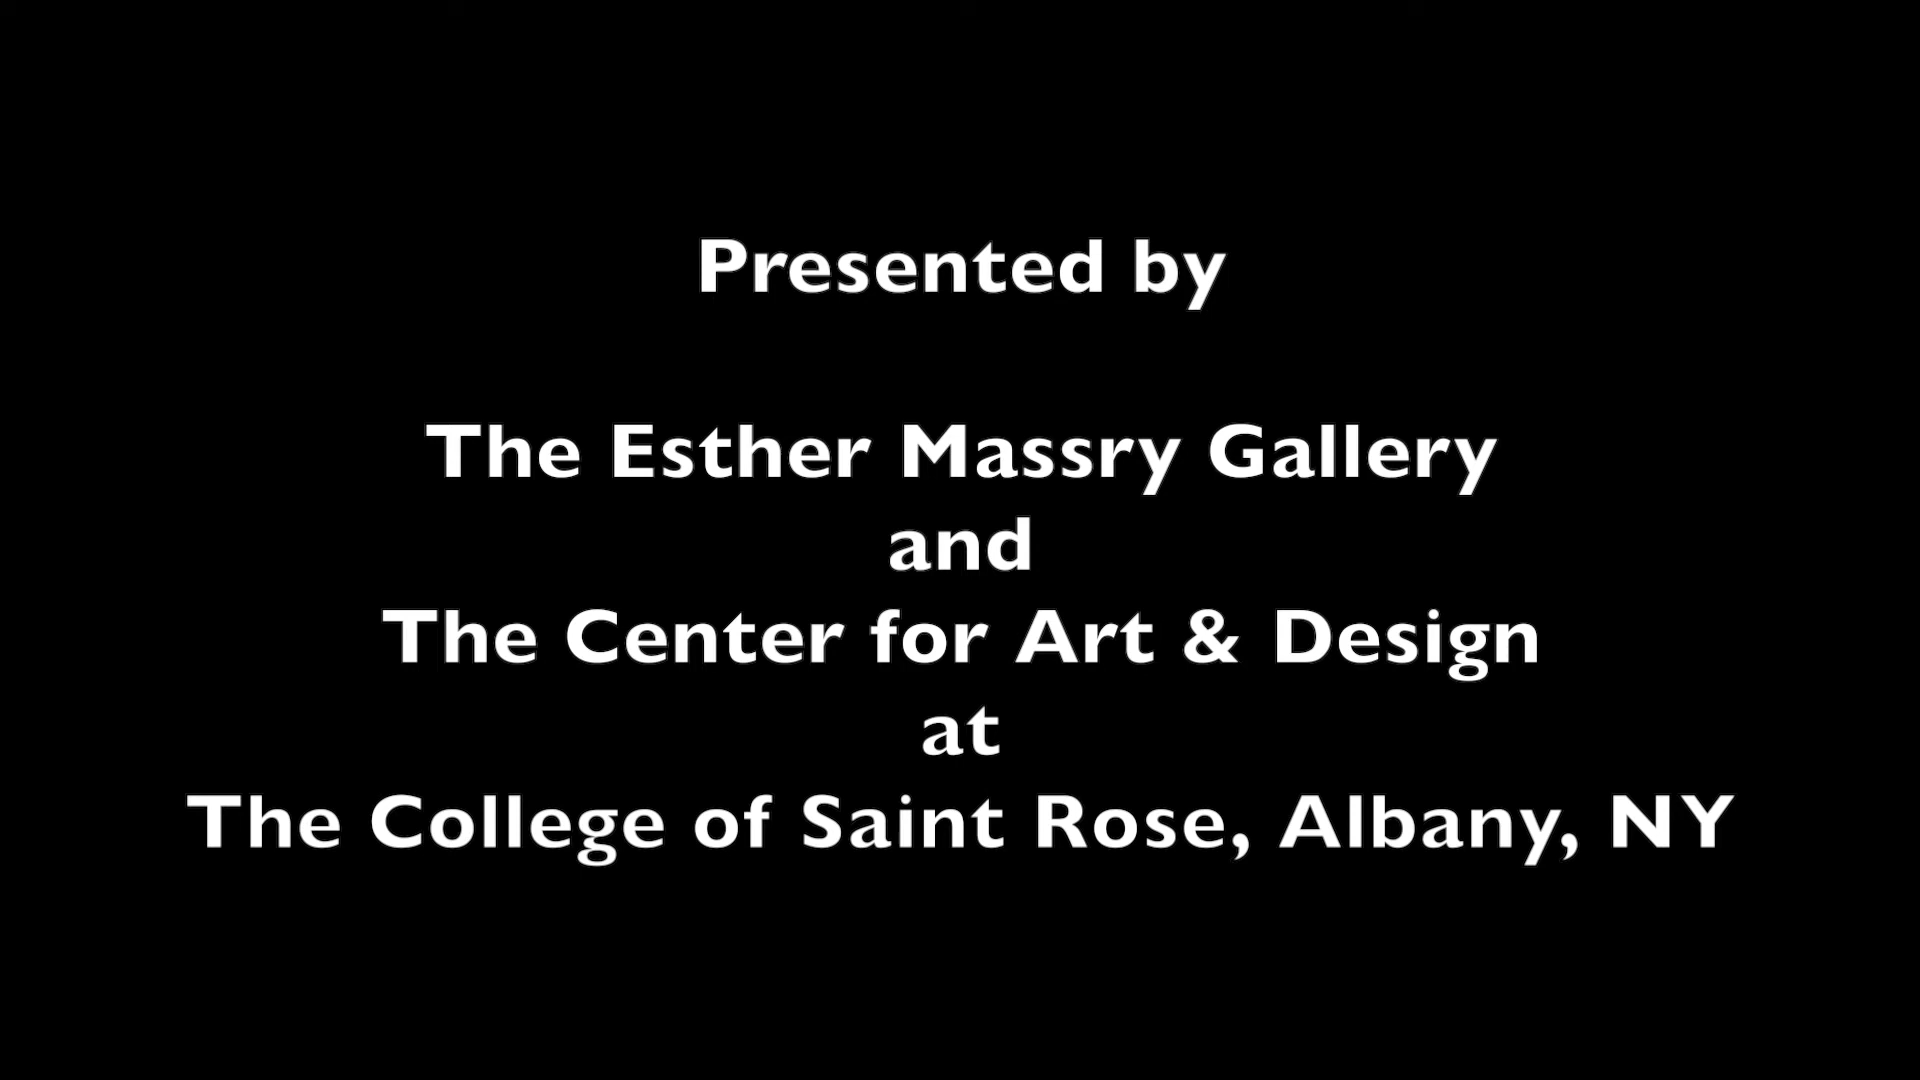 Presented by
The Esther Massry Gallery
and
The Center for Art & Design
at
The College of Saint Rose, Albany, NY